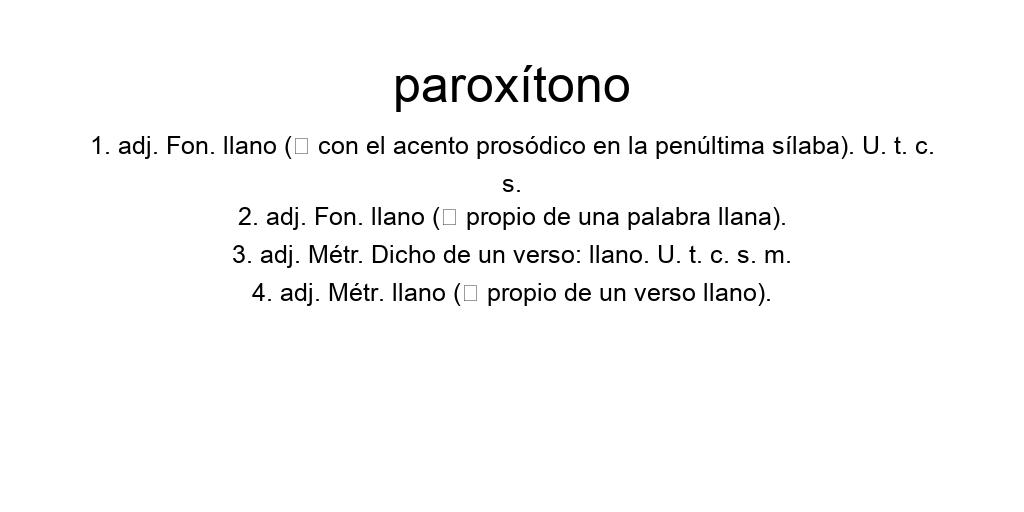 paroxítono
1. adj. Fon. llano (▯ con el acento prosódico en la penúltima sílaba). U. t. c.
s.
2. adj. Fon. llano (▯ propio de una palabra llana).
3. adj. Métr. Dicho de un verso: llano. U. t. c. s. m.
4. adj. Métr. llano (▯ propio de un verso llano).